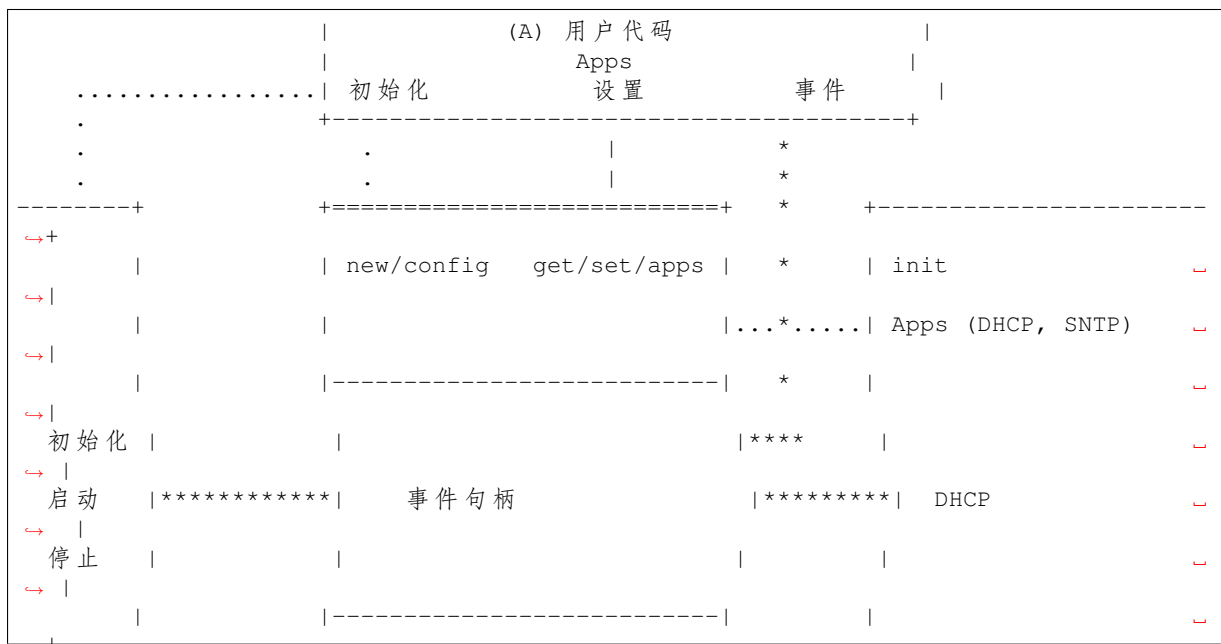 |            (A) 用户代码                 |
|                 Apps                   |
.................| 初始化           设置          事件      |
.                +----------------------------------------+
.                   .                |           *
.                   .                |           *
--------+            +===========================+   *     +-----------------------
↪+
|            | new/config   get/set/apps |   *     | init                 ␣
↪|
|            |                           |...*.....| Apps (DHCP, SNTP)    ␣
↪|
|            |---------------------------|   *     |                      ␣
↪|
初始化 |            |                           |****     |                      ␣
↪ |
启动   |************|    事件句柄                |*********|  DHCP                ␣
↪  |
停止   |            |                           |         |                      ␣
↪ |
|            |---------------------------|         |                      ␣